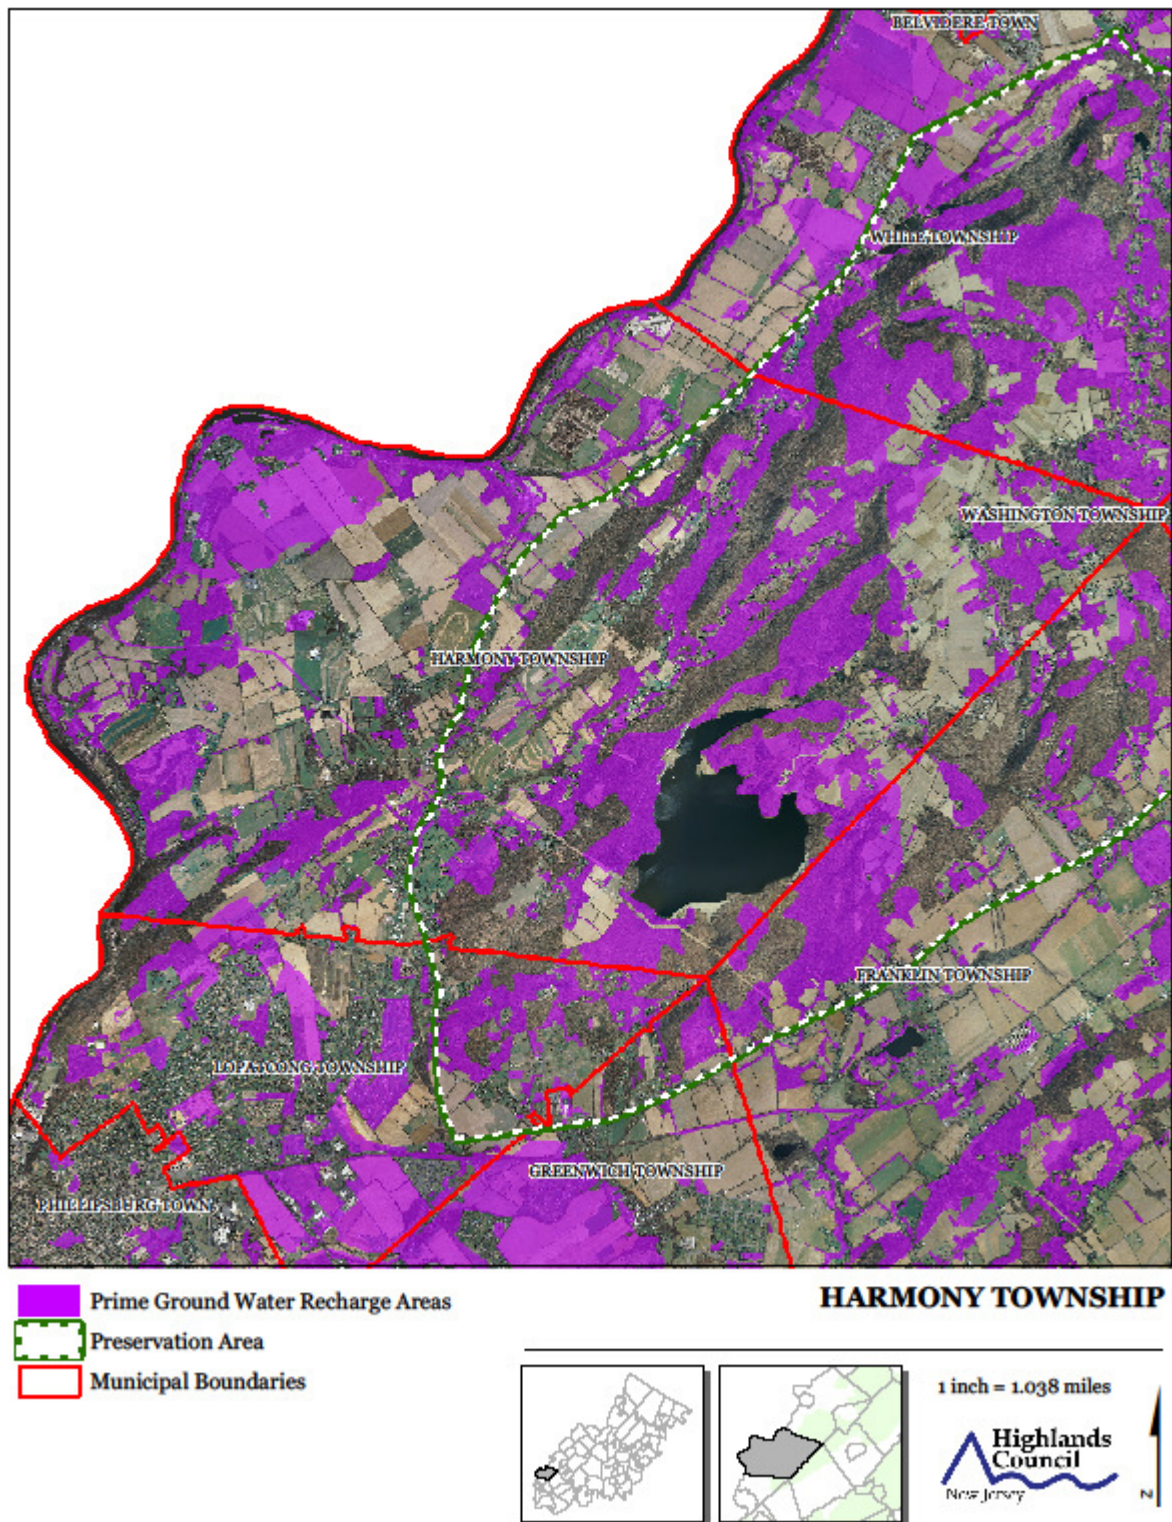 BELVIDERE TOWN
WHITE TOWNSHIP
WASHINGTON TOWNSHIP
HARMONY TOWNSHIP
FRANKLIN TOWNSHIP
LOPATCONG TOWNSHIP
GREENWICH TOWNSHIP
PHILLIPSBURG TOWN
Prime Ground Water Recharge Areas
Preservation Area
Municipal Boundaries
HARMONY TOWNSHIP
1 inch = 1.038 miles
Highlands
Council
New Jersey
N